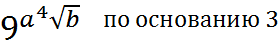 9^{a^4√b} по основанию 3